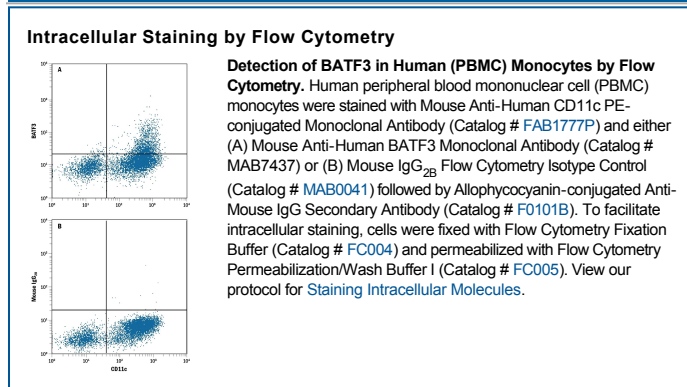 Intracellular Staining by Flow Cytometry
Detection of BATF3 in Human (PBMC) Monocytes by Flow
Cytometry. Human peripheral blood mononuclear cell (PBMC)
monocytes were stained with Mouse Anti-Human CD11c PE-
conjugated Monoclonal Antibody (Catalog # FAB1777P) and either
(A) Mouse Anti-Human BATF3 Monoclonal Antibody (Catalog #
MAB7437) or (B) Mouse IgG2B Flow Cytometry Isotype Control
(Catalog # MAB0041) followed by Allophycocyanin-conjugated Anti-
Mouse IgG Secondary Antibody (Catalog # F0101B). To facilitate
intracellular staining, cells were fixed with Flow Cytometry Fixation
Buffer (Catalog # FC004) and permeabilized with Flow Cytometry
Permeabilization/Wash Buffer I (Catalog # FC005). View our
protocol for Staining Intracellular Molecules.
A
BATF3
B
Mouse IgG2B
CD11c